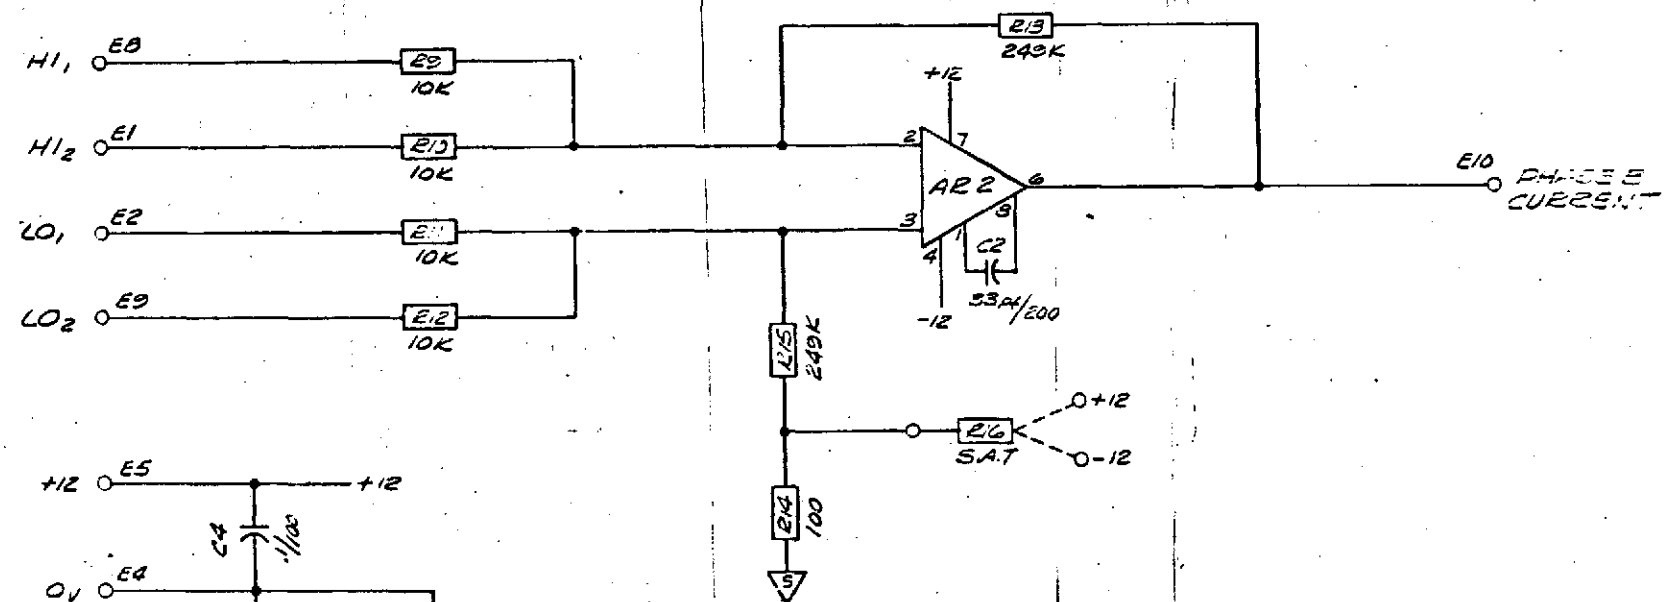 R13
249K
HI1 E8
R9
10K
+12
HI2 E1
R10
10K
2 7
AR2 6
E10 PHASE B
CURRENT
LO1 E2
R11
10K
3
4 1 8
C2
33pf/200
-12
LO2 E9
R12
10K
R15
249K
R16
S.A.T
+12
-12
+12 E5
+12
C4
.1/100
R14
100
0V E4
S